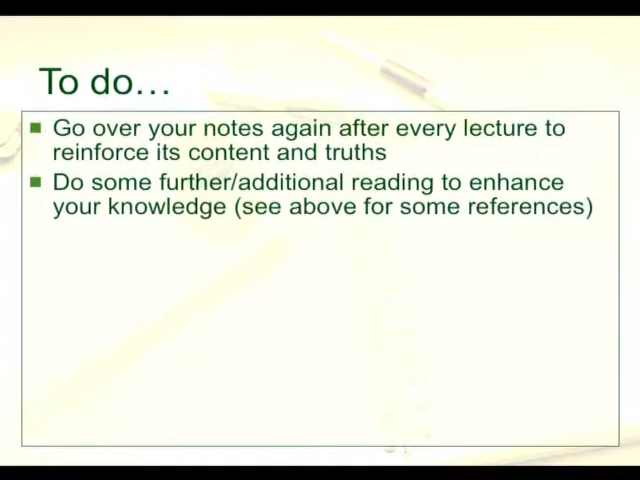 To do…
Go over your notes again after every lecture to
reinforce its content and truths
Do some further/additional reading to enhance
your knowledge (see above for some references)